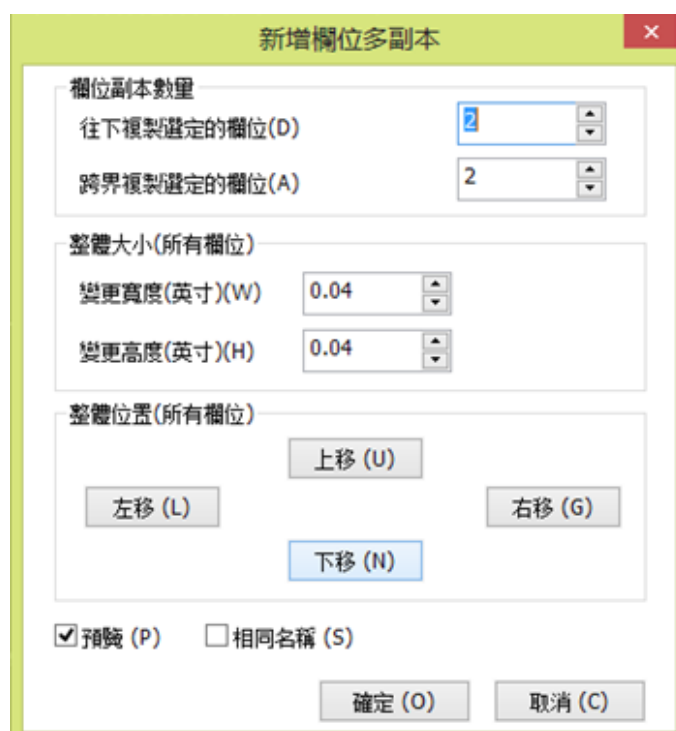 新增欄位多副本
欄位副本數量
往下複製選定的欄位(D) 2
跨界複製選定的欄位(A) 2
整體大小(所有欄位)
變更寬度(英寸)(W) 0.04
變更高度(英寸)(H) 0.04
整體位置(所有欄位)
上移 (U)
左移 (L) 右移 (G)
下移 (N)
預覽 (P) 相同名稱 (S)
確定 (O) 取消 (C)